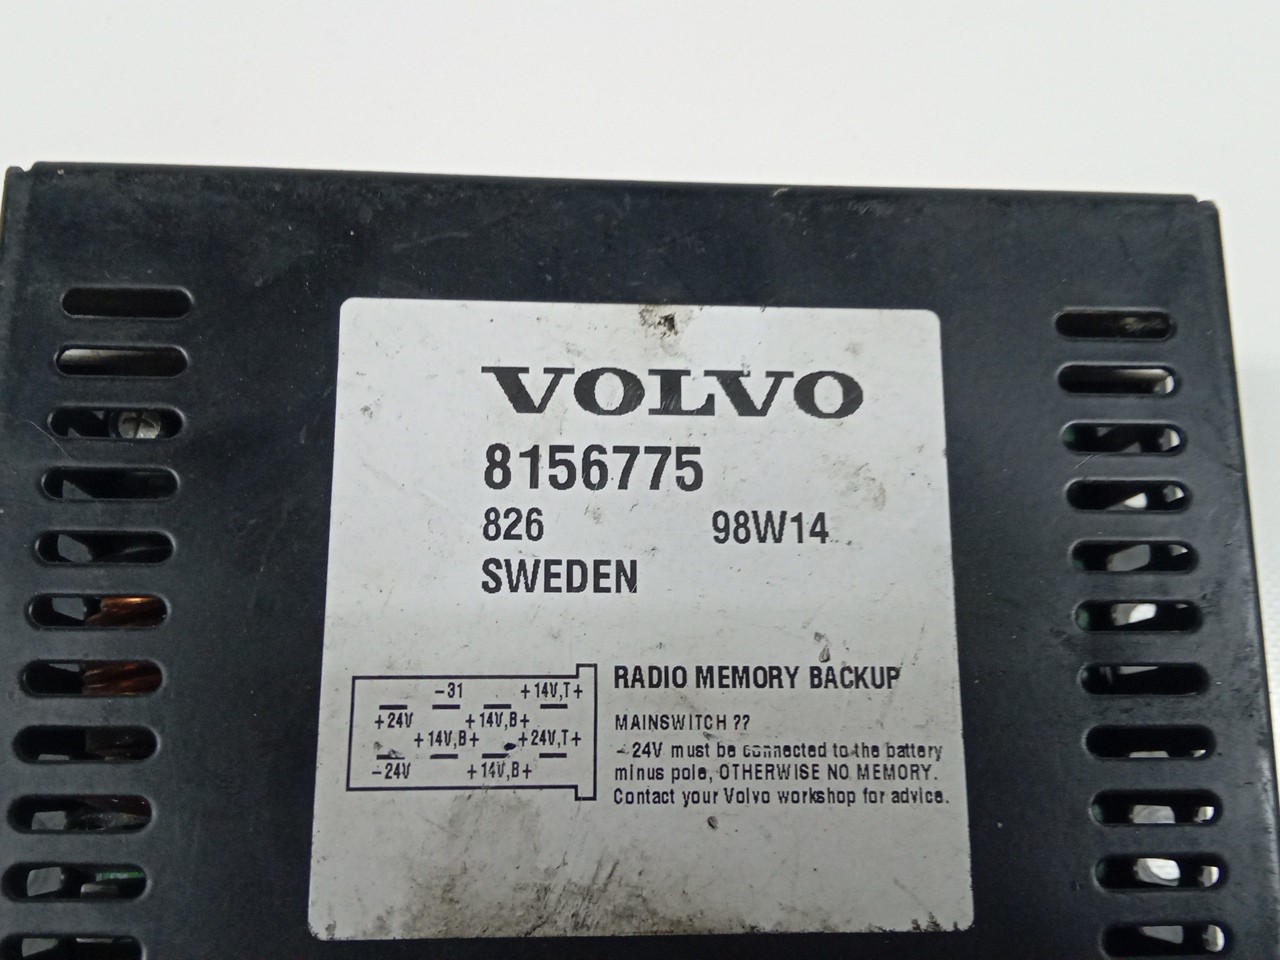 VOLVO
8156775
826 98W14
SWEDEN
-31 +14V,T+
+24V +14V,B+
+14V,B+ +24V,T+
-24V +14V,B+
RADIO MEMORY BACKUP
MAINSWITCH ??
-24V must be connected to the battery
minus pole, OTHERWISE NO MEMORY.
Contact your Volvo workshop for advice.